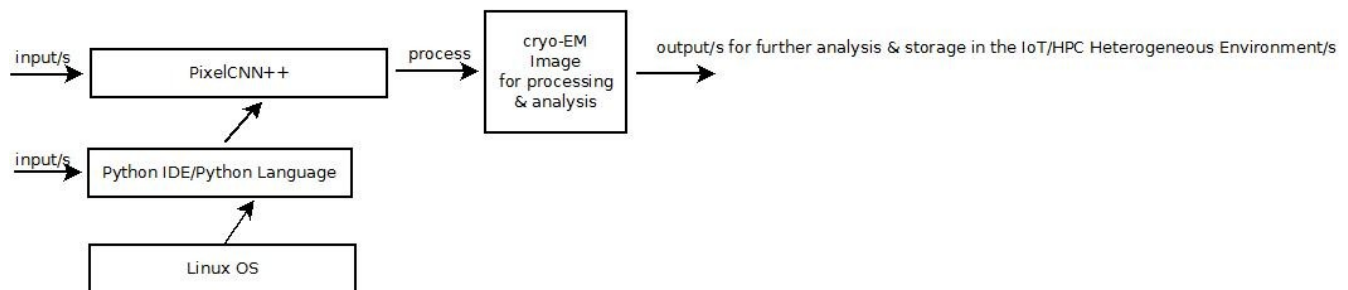 input/s
PixelCNN++
process
cryo-EM
Image
for processing
& analysis
output/s for further analysis & storage in the IoT/HPC Heterogeneous Environment/s
input/s
Python IDE/Python Language
Linux OS